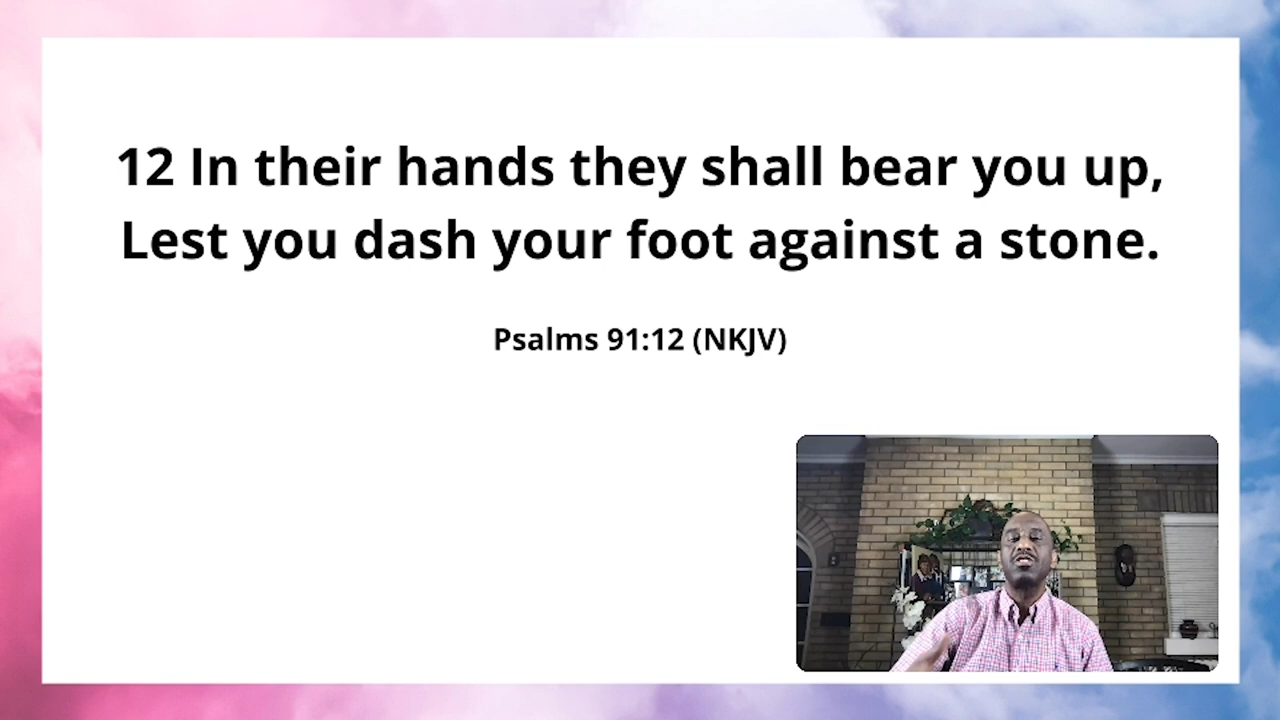 12 In their hands they shall bear you up,
Lest you dash your foot against a stone.
Psalms 91:12 (NKJV)